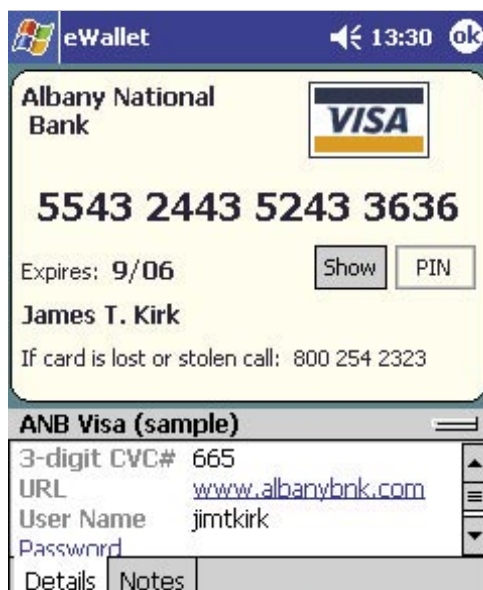 eWallet 13:30 ok
Albany National
Bank
VISA
5543 2443 5243 3636
Expires: 9/06 Show PIN
James T. Kirk
If card is lost or stolen call: 800 254 2323
ANB Visa (sample)
3-digit CVC# 665
URL www.albanybnk.com
User Name jimtkirk
Password
Details Notes